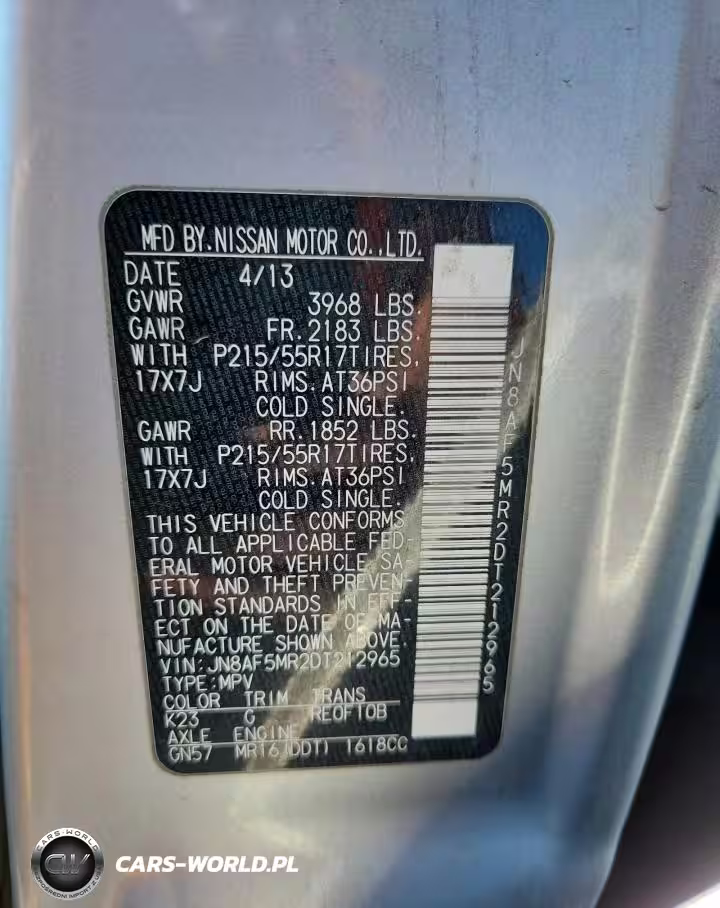 MFD BY.NISSAN MOTOR CO.,LTD.
DATE 4/13
GVWR 3968 LBS.
GAWR FR.2183 LBS.
WITH P215/55R17TIRES,
17X7J RIMS.AT36PSI
COLD SINGLE.
GAWR RR.1852 LBS.
WITH P215/55R17TIRES,
17X7J RIMS.AT36PSI
COLD SINGLE.
THIS VEHICLE CONFORMS
TO ALL APPLICABLE FED-
ERAL MOTOR VEHICLE SA-
FETY AND THEFT PREVEN-
TION STANDARDS IN EFF-
ECT ON THE DATE OF MA-
NUFACTURE SHOWN ABOVE.
VIN:JN8AF5MR2DT212965
TYPE:MPV
COLOR TRIM TRANS
K23 G RE0F10B
AXLE ENGINE
GN57 MR16(DDT) 1618CC
JN8AF5MR2DT212965
CARS-WORLD
CW
CARS-WORLD.PL